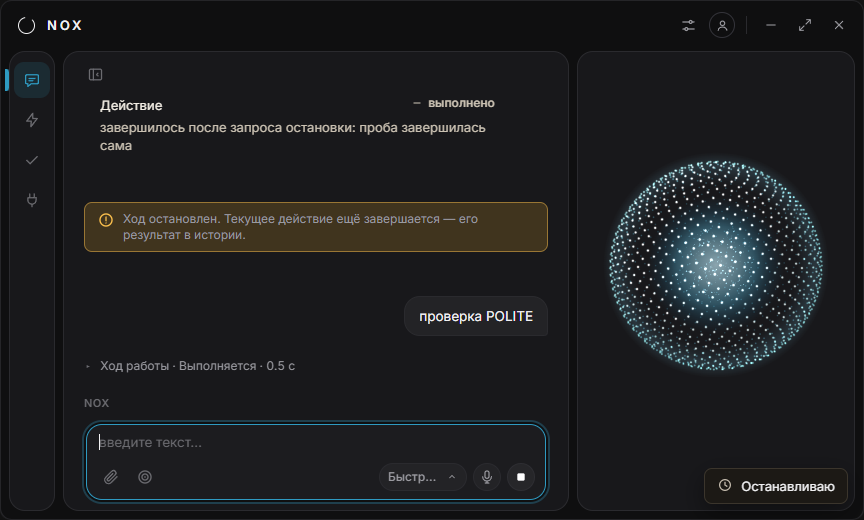 NOX
Действие
— выполнено
завершилось после запроса остановки: проба завершилась
сама
Ход остановлен. Текущее действие ещё завершается — его
результат в истории.
проверка POLITE
Ход работы · Выполняется · 0.5 с
NOX
введите текст...
Быстр...
Останавливаю